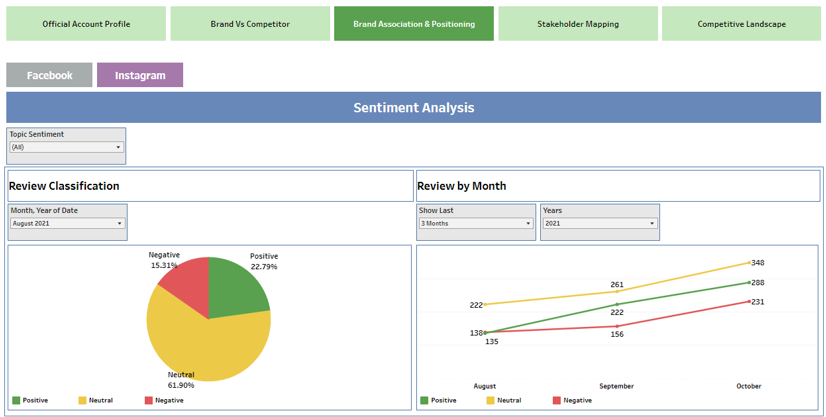 Official Account Profile
Brand Vs Competitor
Brand Association & Positioning
Stakeholder Mapping
Competitive Landscape
Facebook
Instagram
Sentiment Analysis
Topic Sentiment
(All)
Review Classification
Month, Year of Date
August 2021
Negative
15.31%
Positive
22.79%
Neutral
61.90%
Positive
Neutral
Negative
Review by Month
Show Last
3 Months
Years
2021
348
288
261
231
222
222
138
135
156
August
September
October
Positive
Neutral
Negative